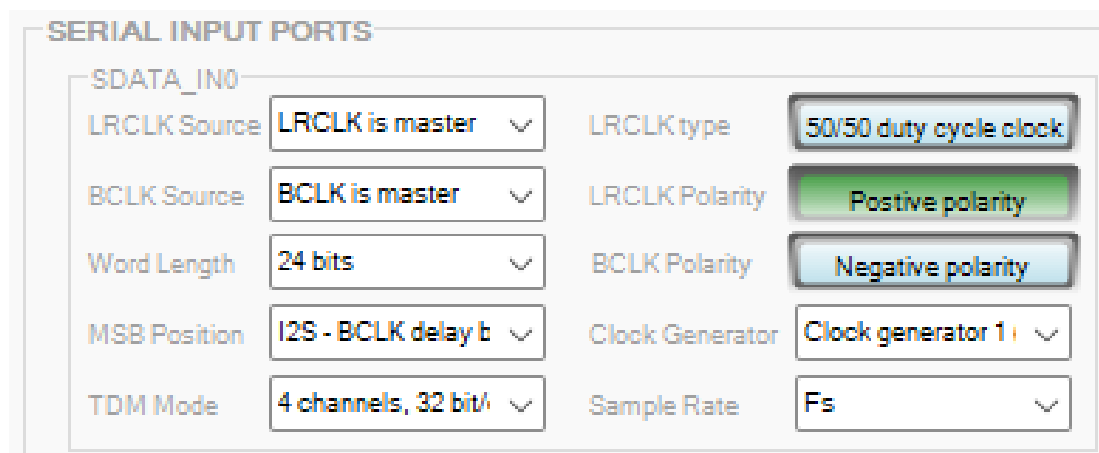 SERIAL INPUT PORTS
SDATA_IN0
LRCLK Source LRCLK is master LRCLK type 50/50 duty cycle clock
BCLK Source BCLK is master LRCLK Polarity Postive polarity
Word Length 24 bits BCLK Polarity Negative polarity
MSB Position I2S - BCLK delay b Clock Generator Clock generator 1
TDM Mode 4 channels, 32 bit/ Sample Rate Fs